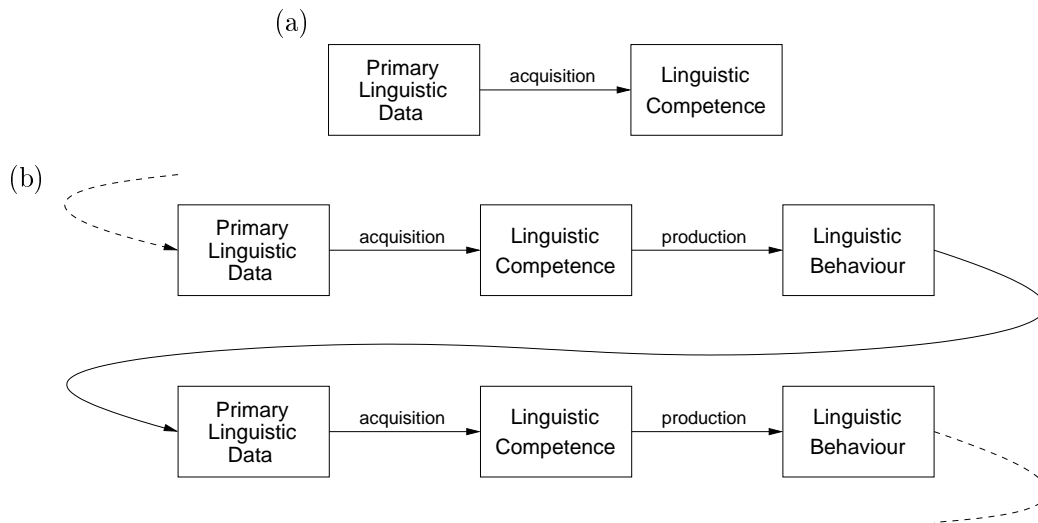 (a)
Primary
Linguistic
Data
acquisition
Linguistic
Competence
(b)
Primary
Linguistic
Data
acquisition
Linguistic
Competence
production
Linguistic
Behaviour
Primary
Linguistic
Data
acquisition
Linguistic
Competence
production
Linguistic
Behaviour